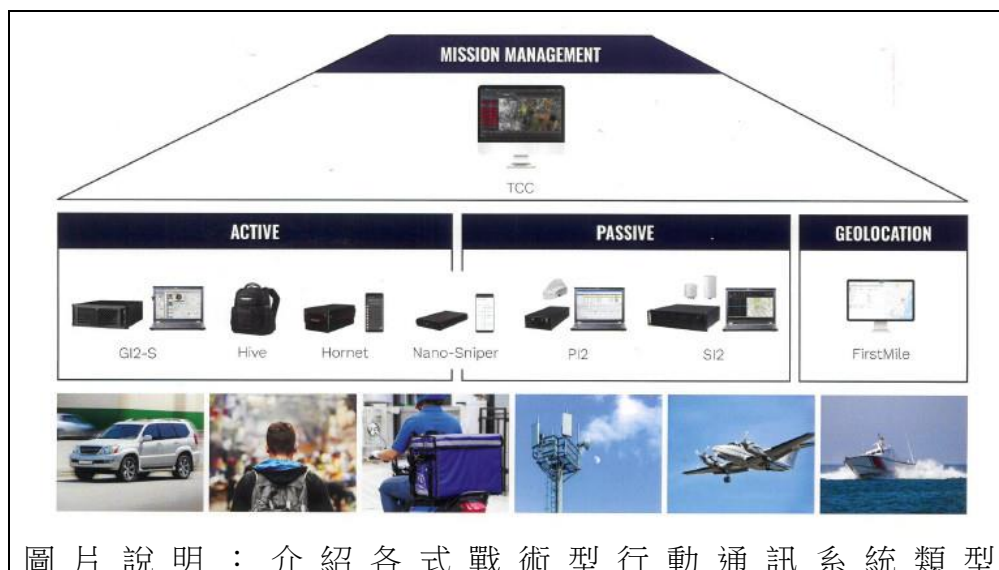 MISSION MANAGEMENT
TCC
ACTIVE
PASSIVE
GEOLOCATION
GI2-S
Hive
Hornet
Nano-Sniper
PI2
SI2
FirstMile
圖片說明：介紹各式戰術型行動通訊系統類型